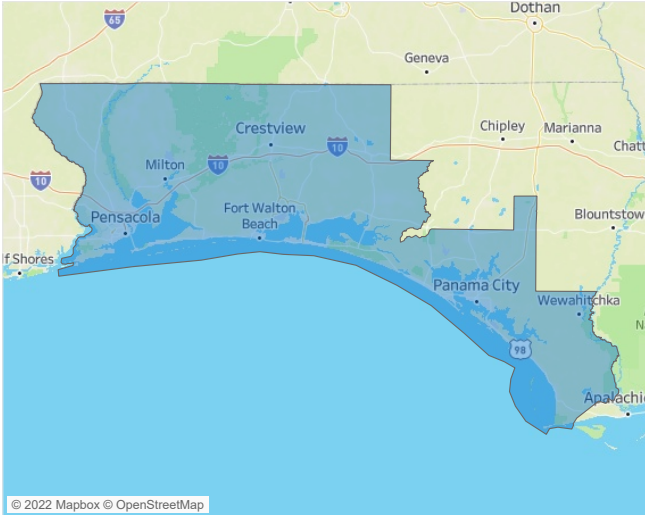 Dothan
65
Geneva
Crestview
Chipley
Marianna
Chatt
10
10
10
Milton
Pensacola
Fort Walton
Beach
Blountstow
lf Shores
Panama City
Wewahitchka
N
98
Apalachi
© 2022 Mapbox © OpenStreetMap